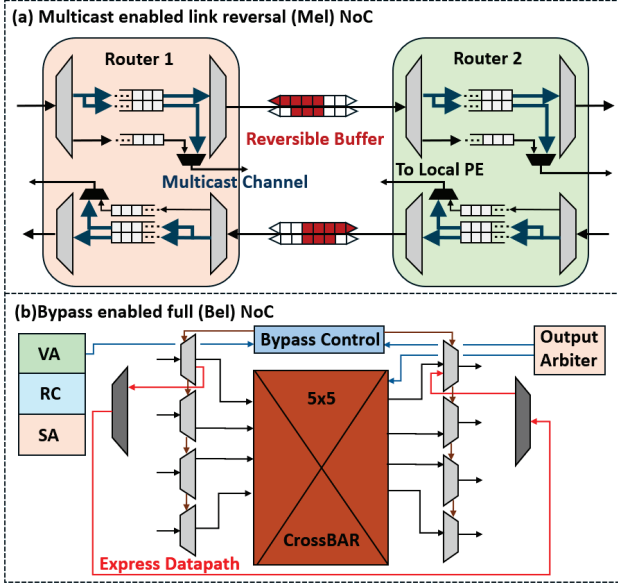 (a) Multicast enabled link reversal (Mel) NoC
Router 1
Router 2
Reversible Buffer
To Local PE
Multicast Channel
(b)Bypass enabled full (Bel) NoC
VA
RC
SA
Bypass Control
Output
Arbiter
5x5
CrossBAR
Express Datapath